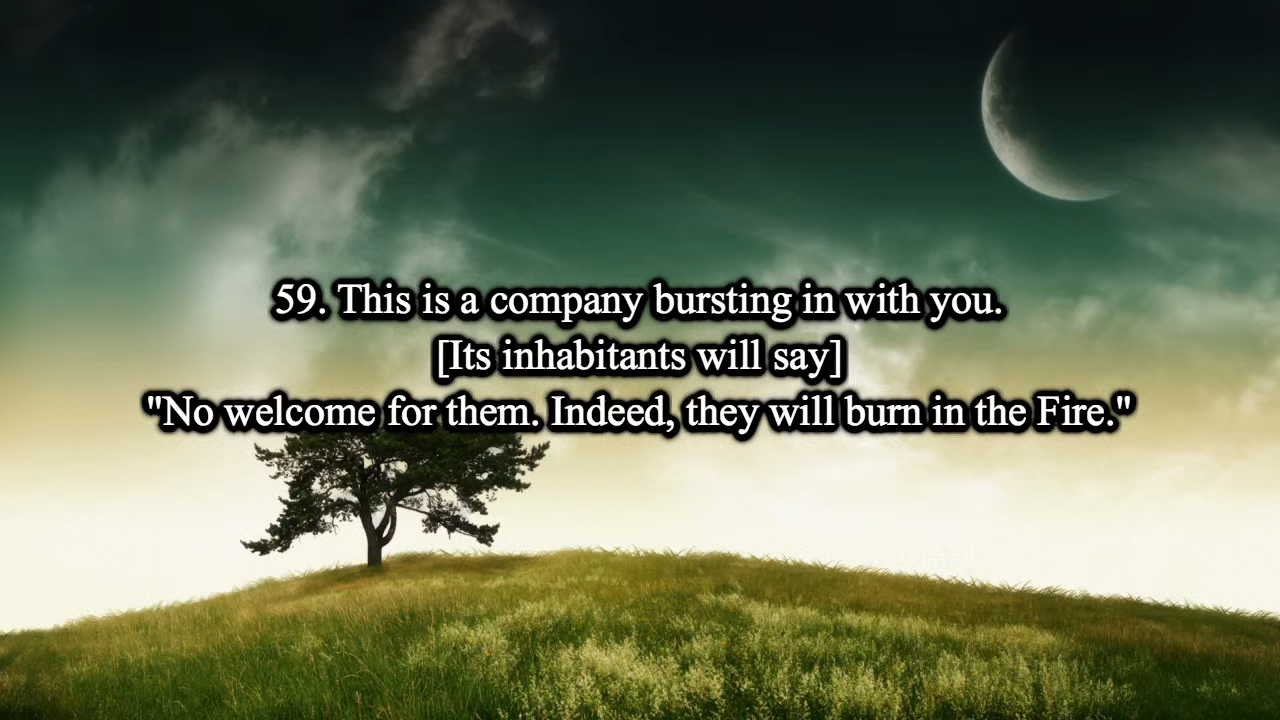 59. This is a company bursting in with you.
[Its inhabitants will say]
"No welcome for them. Indeed, they will burn in the Fire."